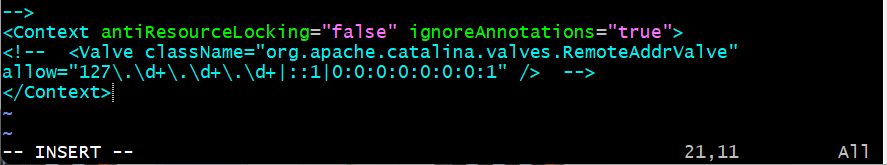 -->
<Context antiResourceLocking="false" ignoreAnnotations="true">
<!--  <Valve className="org.apache.catalina.valves.RemoteAddrValve"
allow="127\.\d+\.\d+\.\d+|::1|0:0:0:0:0:0:0:1" />  -->
</Context>
~
~
-- INSERT --                    21,11          All